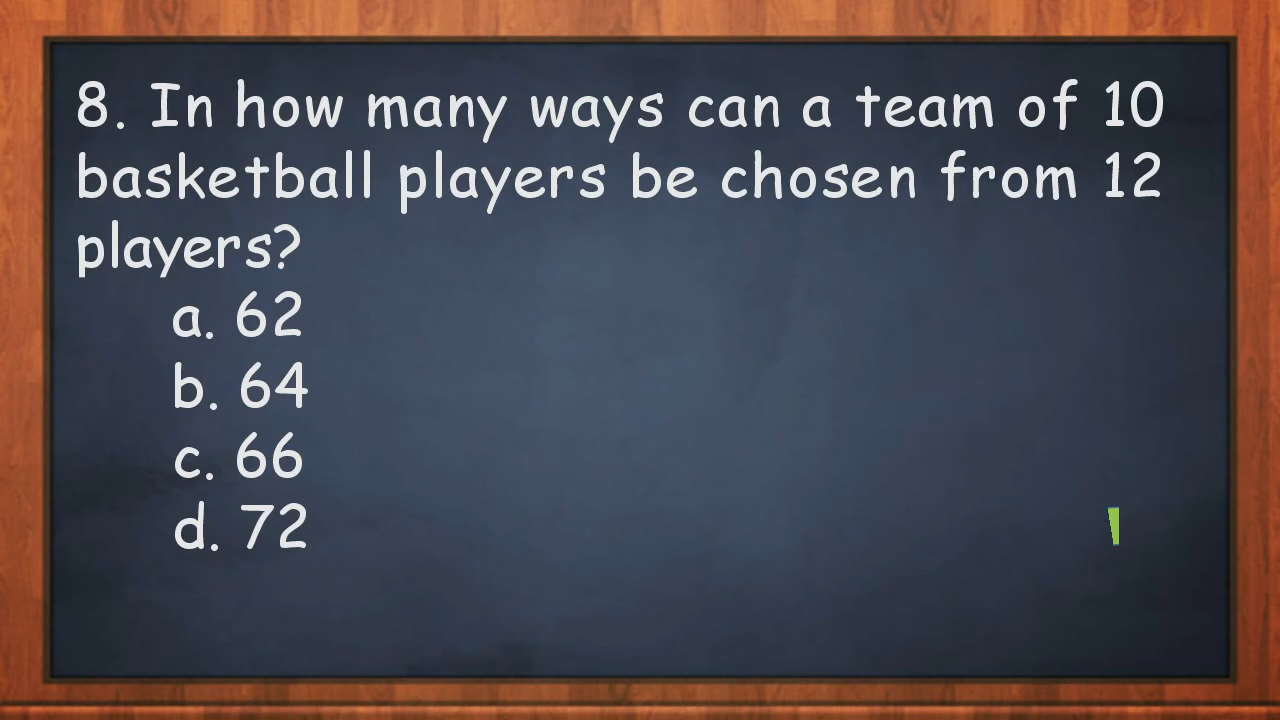 8. In how many ways can a team of 10
basketball players be chosen from 12
players?
a. 62
b. 64
c. 66
d. 72